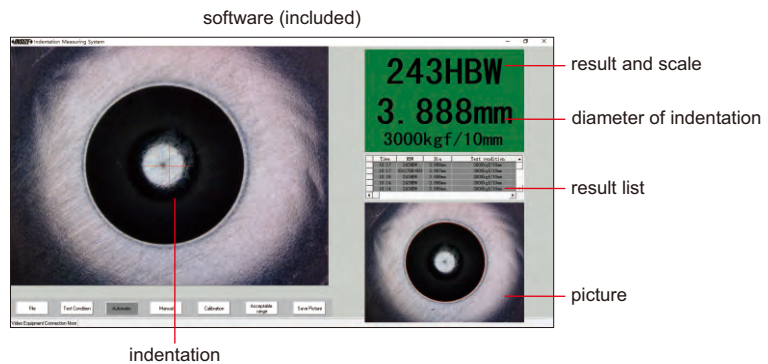 software (included)
Indentation Measuring System
243HBW
result and scale
3.888mm
diameter of indentation
3000kgf/10mm
Time HBW Dia. Test condition
result list
picture
File Test Condition Automatic Manual Calibration Acceptable range Save Picture
Video Equipment Connection Now
indentation